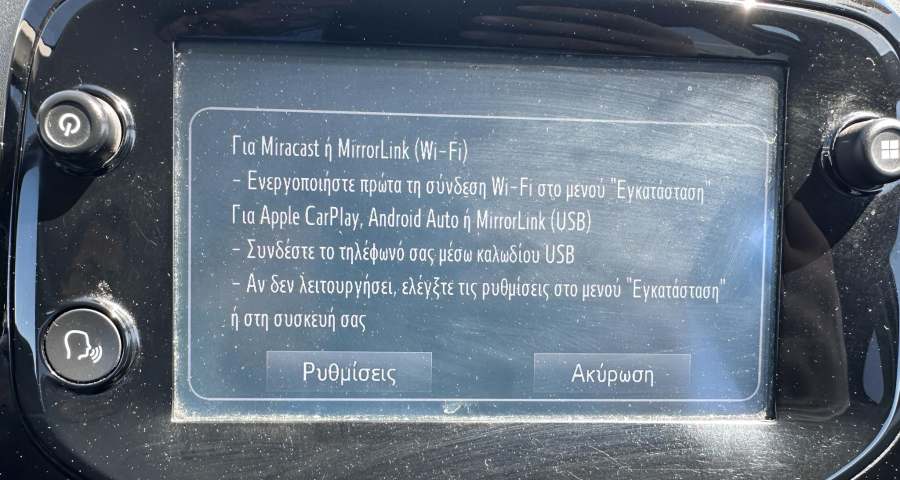 Για Miracast ή MirrorLink (Wi-Fi)
- Ενεργοποιήστε πρώτα τη σύνδεση Wi-Fi στο μενού "Εγκατάσταση"
Για Apple CarPlay, Android Auto ή MirrorLink (USB)
- Συνδέστε το τηλέφωνό σας μέσω καλωδίου USB
- Αν δεν λειτουργήσει, ελέγξτε τις ρυθμίσεις στο μενού "Εγκατάσταση"
ή στη συσκευή σας
Ρυθμίσεις
Ακύρωση